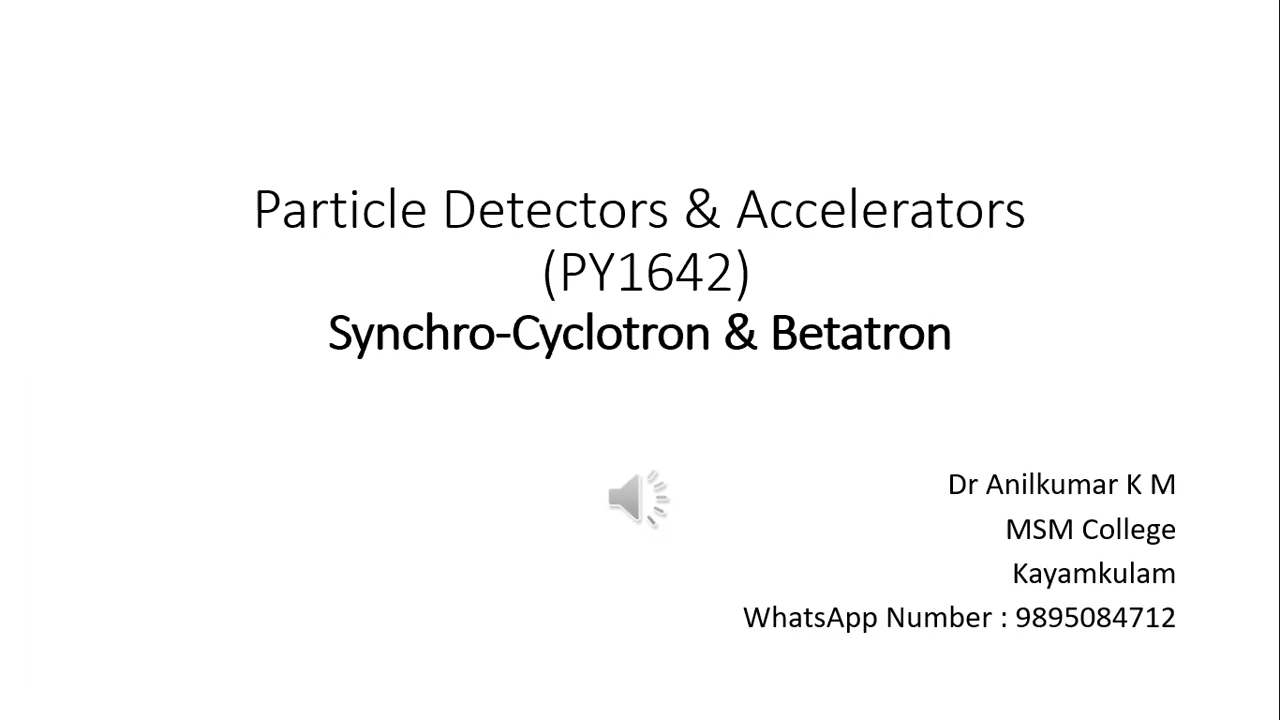 Particle Detectors & Accelerators
(PY1642)
Synchro-Cyclotron & Betatron
Dr Anilkumar K M
MSM College
Kayamkulam
WhatsApp Number : 9895084712